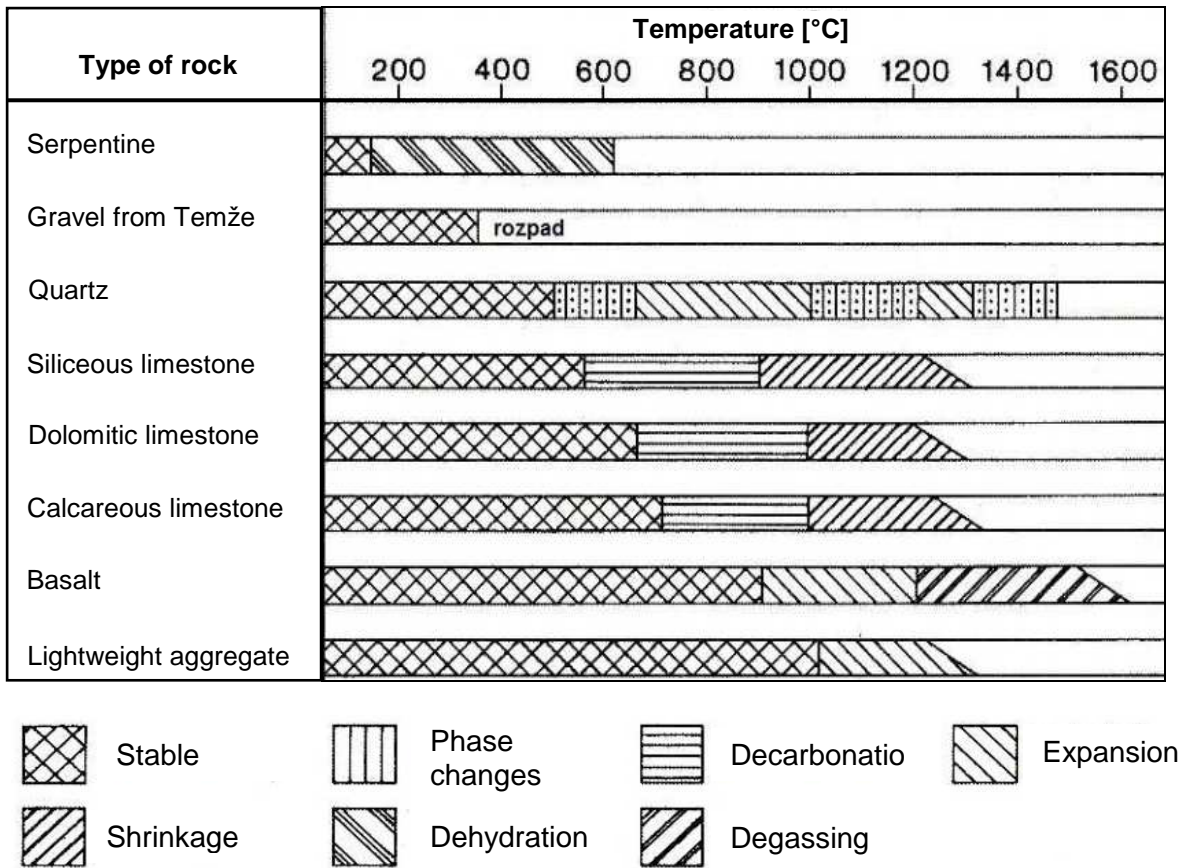 Type of rock
Temperature [°C]
200 400 600 800 1000 1200 1400 1600
Serpentine
Gravel from Temže
rozpad
Quartz
Siliceous limestone
Dolomitic limestone
Calcareous limestone
Basalt
Lightweight aggregate
Stable
Phase
changes
Decarbonatio
Expansion
Shrinkage
Dehydration
Degassing